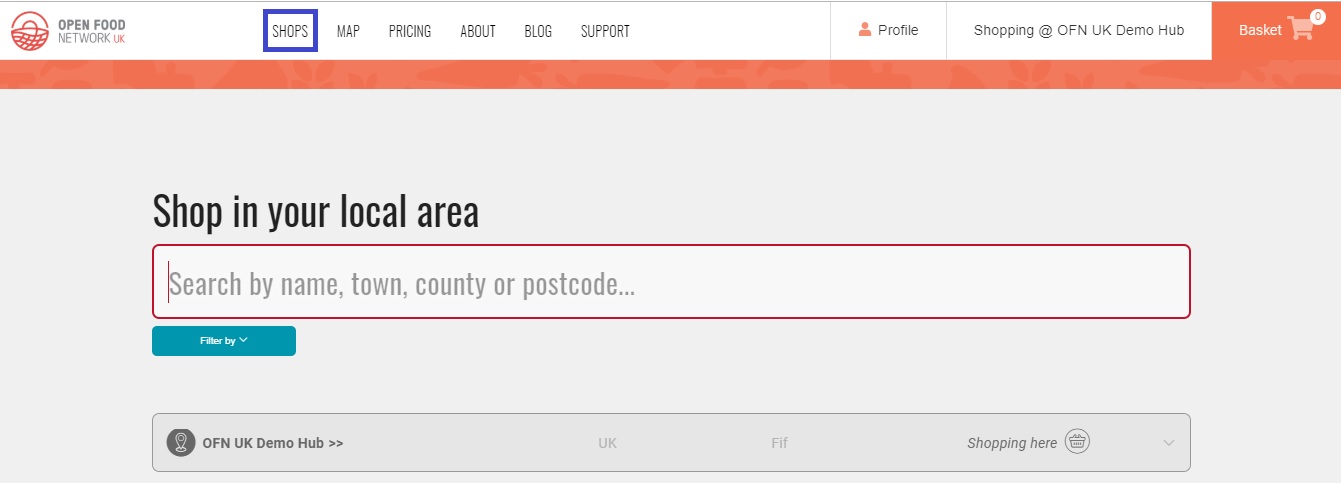 OPEN FOOD
NETWORK UK
SHOPS MAP PRICING ABOUT BLOG SUPPORT Profile Shopping @ OFN UK Demo Hub Basket 0
Shop in your local area
Search by name, town, county or postcode...
Filter by
OFN UK Demo Hub >> UK Fif Shopping here